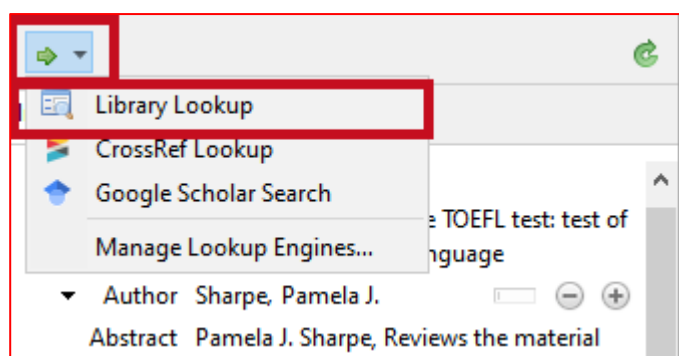 Library Lookup
CrossRef Lookup
Google Scholar Search
TOEFL test: test of
Manage Lookup Engines...
Author Sharpe, Pamela J.
Abstract Pamela J. Sharpe, Reviews the material